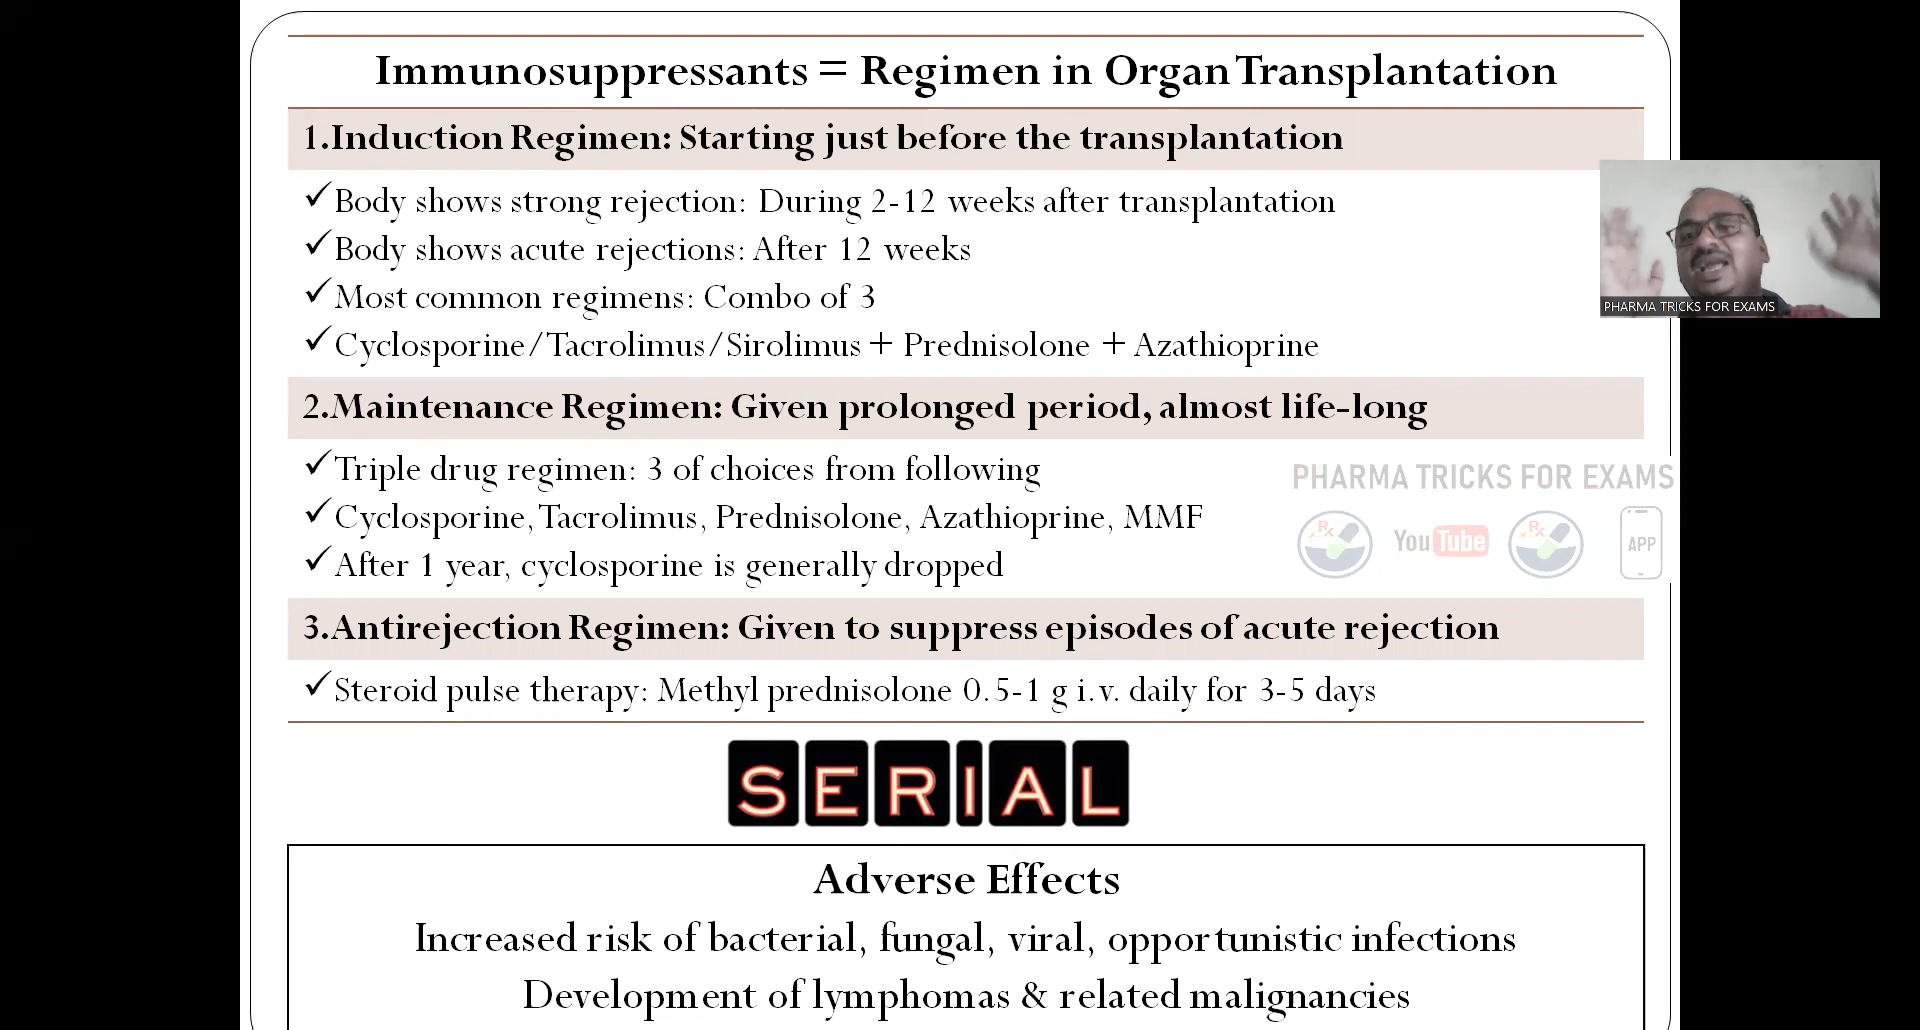 Immunosuppressants = Regimen in Organ Transplantation
1.Induction Regimen: Starting just before the transplantation
✓Body shows strong rejection: During 2-12 weeks after transplantation
✓Body shows acute rejections: After 12 weeks
✓Most common regimens: Combo of 3
✓Cyclosporine/Tacrolimus/Sirolimus + Prednisolone + Azathioprine
PHARMA TRICKS FOR EXAMS
2.Maintenance Regimen: Given prolonged period, almost life-long
✓Triple drug regimen: 3 of choices from following
✓Cyclosporine, Tacrolimus, Prednisolone, Azathioprine, MMF
✓After 1 year, cyclosporine is generally dropped
PHARMA TRICKS FOR EXAMS
Rx YouTube Rx APP
3.Antirejection Regimen: Given to suppress episodes of acute rejection
✓Steroid pulse therapy: Methyl prednisolone 0.5-1 g i.v. daily for 3-5 days
SERIAL
Adverse Effects
Increased risk of bacterial, fungal, viral, opportunistic infections
Development of lymphomas & related malignancies